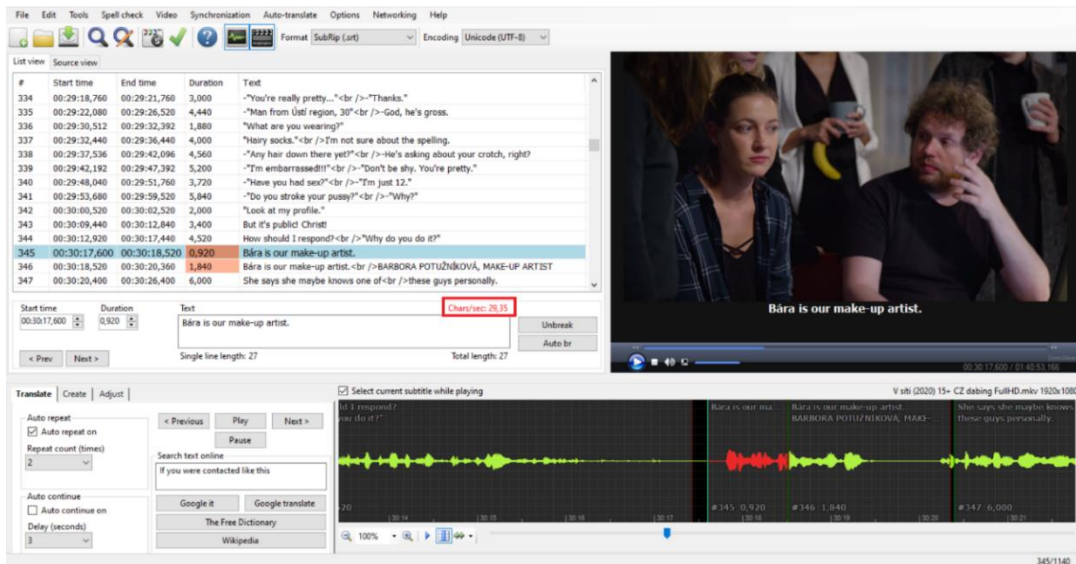 File Edit Tools Spell check Video Synchronization Auto-translate Options Networking Help
Format SubRip (.srt) Encoding Unicode (UTF-8)
List view Source view
# Start time End time Duration Text
334 00:29:18,760 00:29:21,760 3,000 -"You're really pretty..."<br />-"Thanks."
335 00:29:22,080 00:29:26,520 4,440 -"Man from Ústí region, 30"<br />-God, he's gross.
336 00:29:30,512 00:29:32,392 1,880 "What are you wearing?"
337 00:29:32,440 00:29:36,440 4,000 "Hairy socks."<br />I'm not sure about the spelling.
338 00:29:37,536 00:29:42,096 4,560 -"Any hair down there yet?"<br />-He's asking about your crotch, right?
339 00:29:42,192 00:29:47,392 5,200 -"I'm embarrassed!!!"<br />-"Don't be shy. You're pretty."
340 00:29:48,040 00:29:51,760 3,720 -"Have you had sex?"<br />-"I'm just 12."
341 00:29:53,680 00:29:59,520 5,840 -"Do you stroke your pussy?"<br />-"Why?"
342 00:30:00,520 00:30:02,520 2,000 "Look at my profile."
343 00:30:09,440 00:30:12,840 3,400 But it's public! Christ!
344 00:30:12,920 00:30:17,440 4,520 How should I respond?<br />"Why do you do it?"
345 00:30:17,600 00:30:18,520 0,920 Bára is our make-up artist.
346 00:30:18,520 00:30:20,360 1,840 Bára is our make-up artist.<br />BARBORA POTUŽNÍKOVÁ, MAKE-UP ARTIST
347 00:30:20,400 00:30:26,400 6,000 She says she maybe knows one of<br />these guys personally.
Bára is our make-up artist.
Start time Duration Text Chars/sec: 29,35
00:30:17,600 0,920 Bára is our make-up artist. Unbreak
Auto br
< Prev Next > Single line length: 27 Total length: 27
00:30:17.600 / 01:40:53.166
Translate Create Adjust
Select current subtitle while playing V síti (2020) 15+ CZ dabing FullHD.mkv 1920x1080
Auto repeat
Auto repeat on
Repeat count (times)
2
< Previous Play Next >
Pause
Search text online
If you were contacted like this
Auto continue
Auto continue on
Delay (seconds)
3
Google it Google translate
The Free Dictionary
Wikipedia
ld I respond? Bára is our ma... Bára is our make-up artist. She says she maybe knows
you do it?" BARBORA POTUŽNÍKOVÁ, MAKE-... these guys personally.
520 #345 0,920 #346 1,840 #347 6,000
30:14 30:15 30:16 30:17 30:18 30:19 30:20 30:21
100%
345/1140